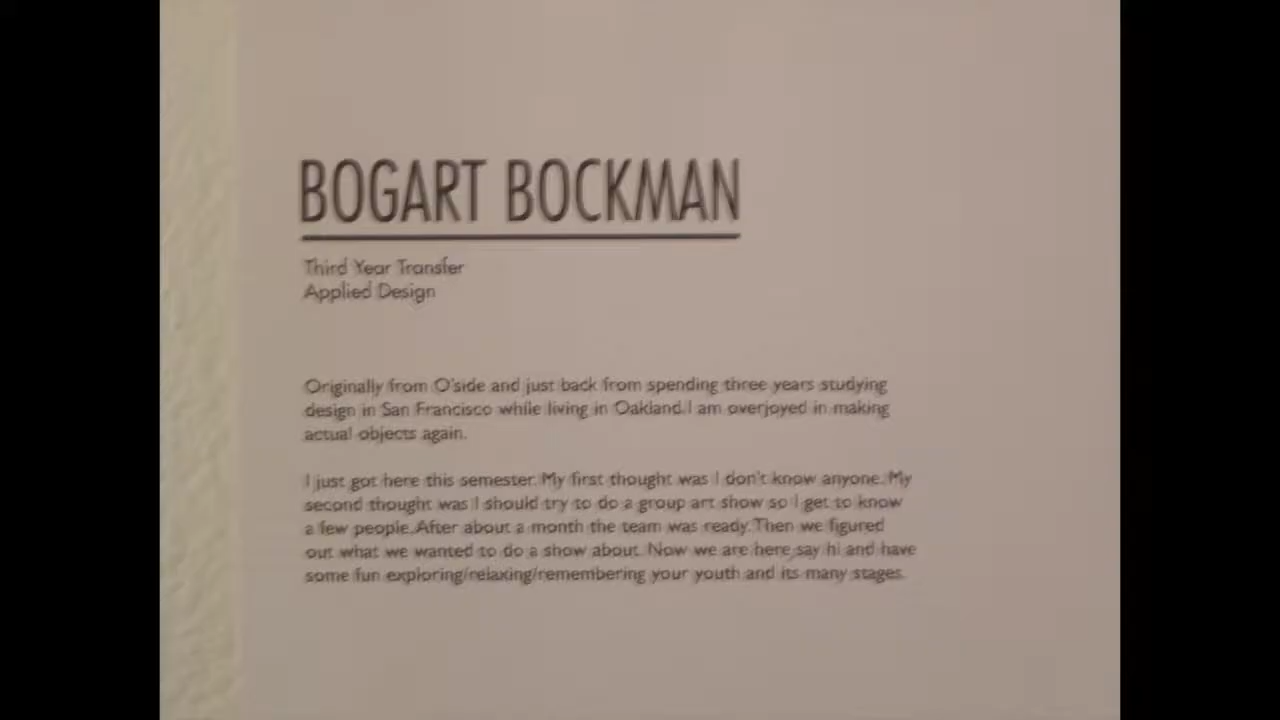 BOGART BOCKMAN
Third Year Transfer
Applied Design
Originally from O'side and just back from spending three years studying
design in San Francisco while living in Oakland. I am overjoyed in making
actual objects again.
I just got here this semester. My first thought was I don't know anyone. My
second thought was I should try to do a group art show so I get to know
a few people. After about a month the team was ready. Then we figured
out what we wanted to do a show about. Now we are here, say hi and have
some fun exploring/relaxing/remembering your youth and its many stages.